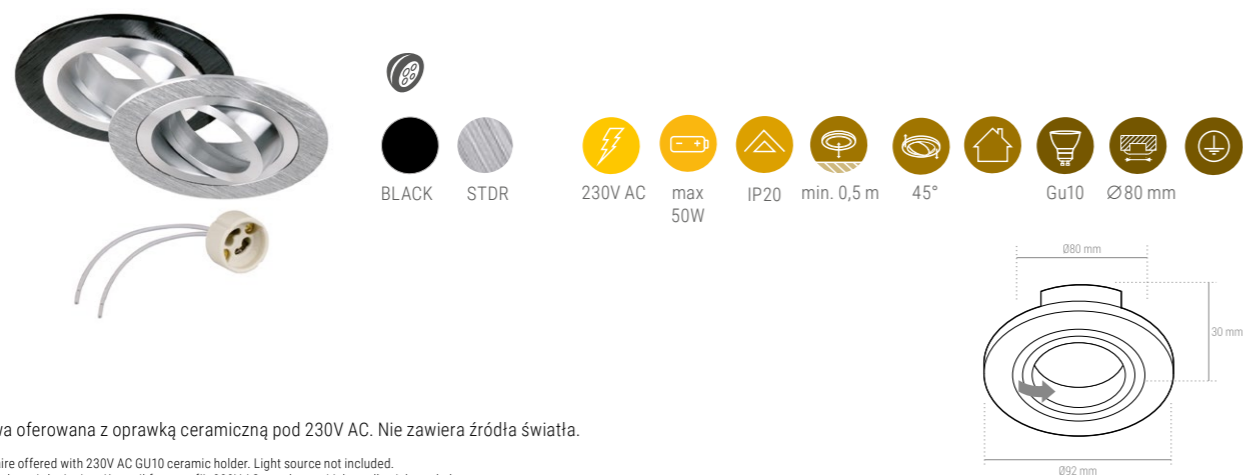 BLACK
STDR
230V AC
max
50W
IP20
min. 0,5 m
45°
Gu10
Ø80 mm
Ø80 mm
30 mm
Ø92 mm
oferowana z oprawką ceramiczną pod 230V AC. Nie zawiera źródła światła.
offered with 230V AC GU10 ceramic holder. Light source not included.